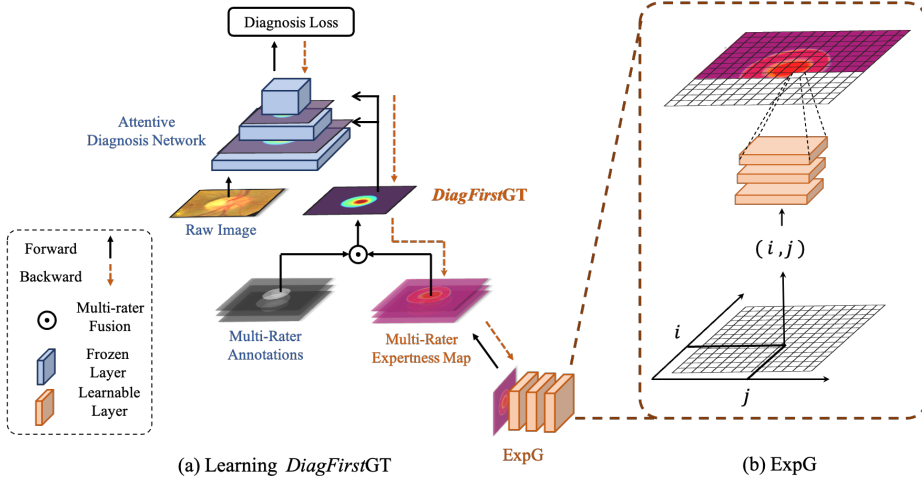 Diagnosis Loss
Attentive
Diagnosis Network
Raw Image
DiagFirstGT
Forward
Backward
Multi-rater
Fusion
Frozen
Layer
Learnable
Layer
Multi-Rater
Annotations
Multi-Rater
Expertness Map
ExpG
(a) Learning DiagFirstGT
(i,j)
i
j
(b) ExpG